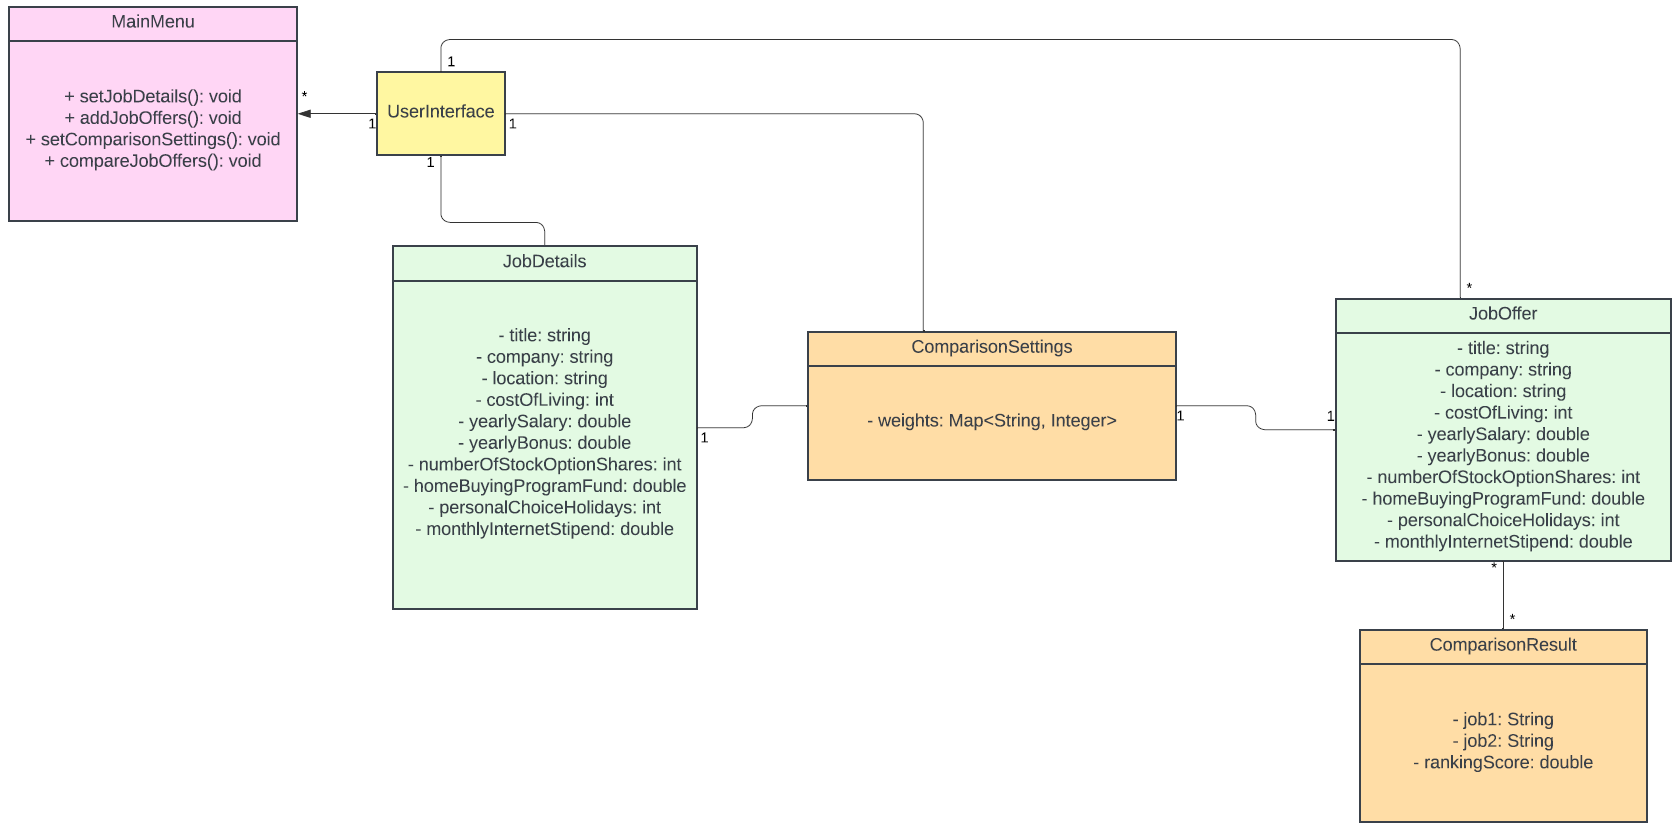 MainMenu
+ setJobDetails(): void
+ addJobOffers(): void
+ setComparisonSettings(): void
+ compareJobOffers(): void
*
1
UserInterface
1
1
1
*
JobDetails
- title: string
- company: string
- location: string
- costOfLiving: int
- yearlySalary: double
- yearlyBonus: double
- numberOfStockOptionShares: int
- homeBuyingProgramFund: double
- personalChoiceHolidays: int
- monthlyInternetStipend: double
1
ComparisonSettings
- weights: Map<String, Integer>
1
1
JobOffer
- title: string
- company: string
- location: string
- costOfLiving: int
- yearlySalary: double
- yearlyBonus: double
- numberOfStockOptionShares: int
- homeBuyingProgramFund: double
- personalChoiceHolidays: int
- monthlyInternetStipend: double
*
*
ComparisonResult
- job1: String
- job2: String
- rankingScore: double